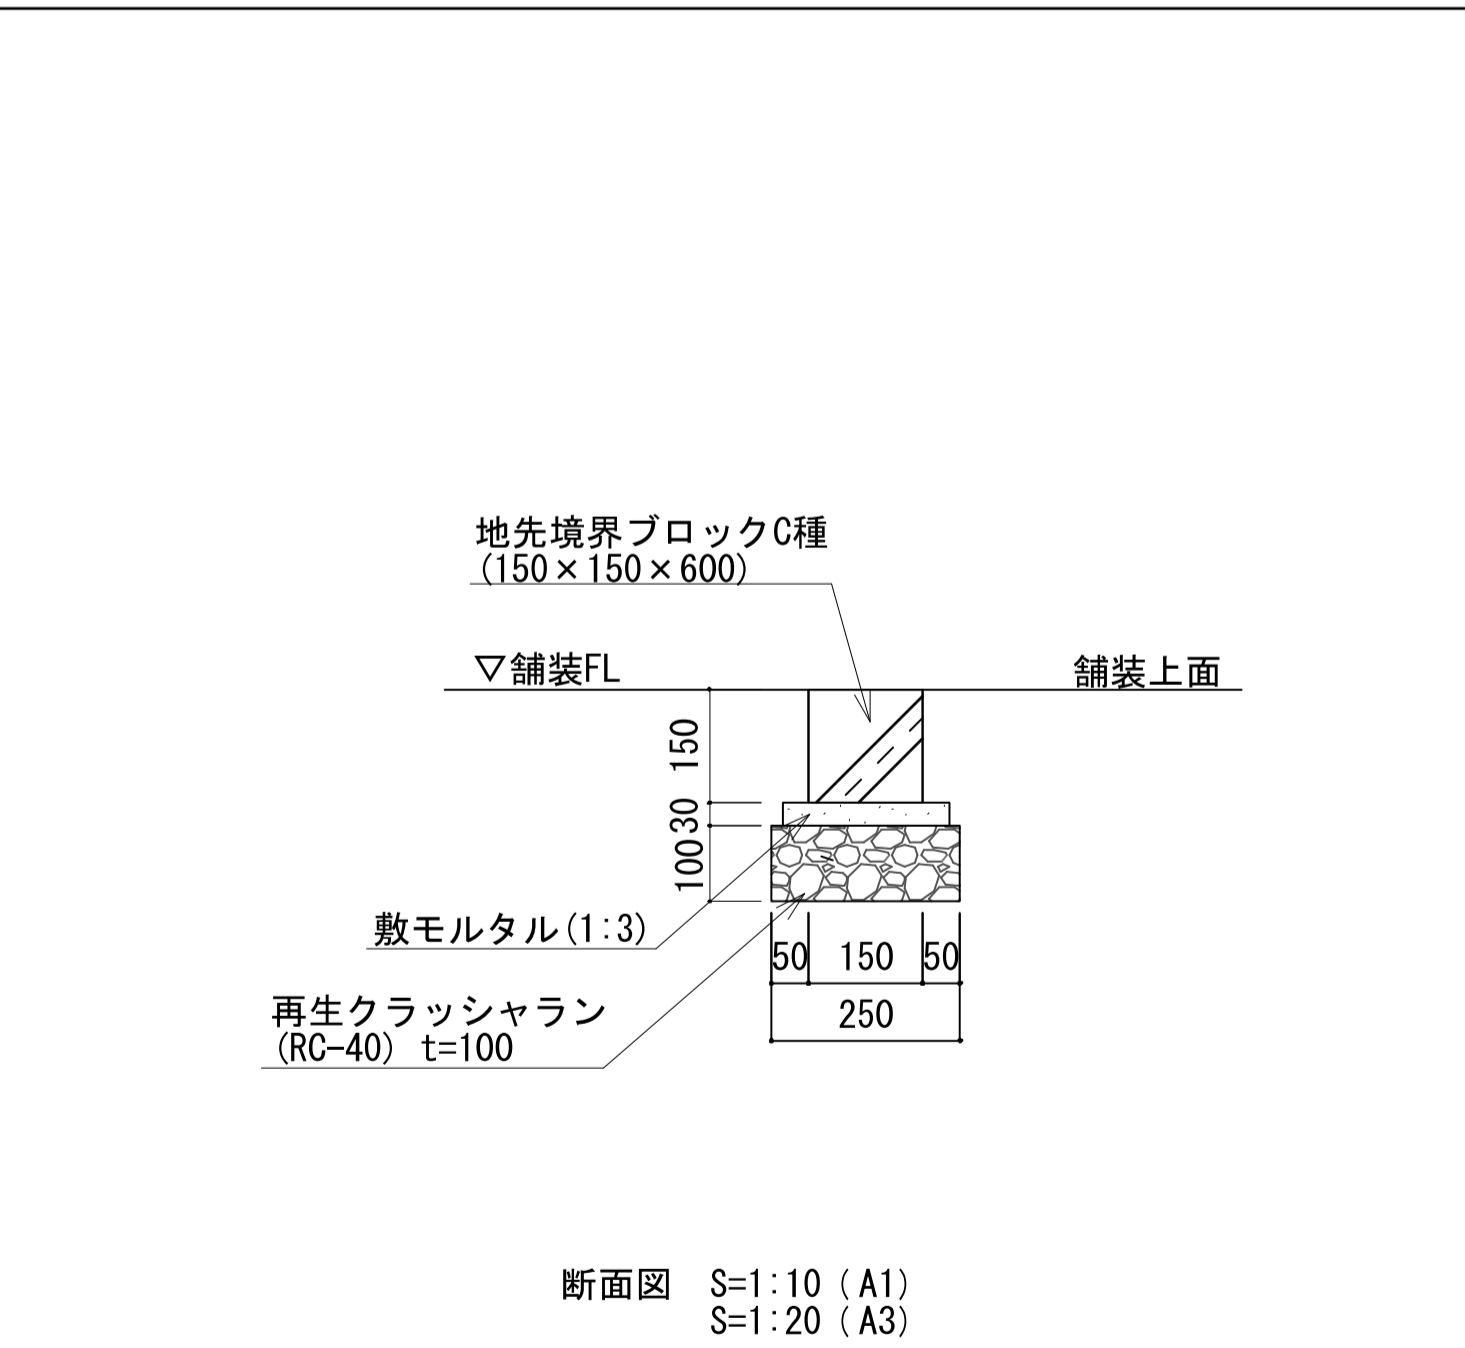 地先境界ブロックC種
(150×150×600)
▽舗装FL
舗装上面
150
30
100
敷モルタル(1:3)
50 150 50
再生クラッシャラン
(RC-40) t=100
250
断面図 S=1:10 (A1)
S=1:20 (A3)